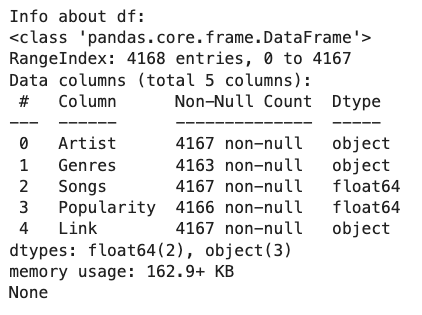 Info about df:
<class 'pandas.core.frame.DataFrame'>
RangeIndex: 4168 entries, 0 to 4167
Data columns (total 5 columns):
 #   Column      Non-Null Count  Dtype
---  ------      --------------  -----
 0   Artist      4167 non-null   object
 1   Genres      4163 non-null   object
 2   Songs       4167 non-null   float64
 3   Popularity  4166 non-null   float64
 4   Link        4167 non-null   object
dtypes: float64(2), object(3)
memory usage: 162.9+ KB
None